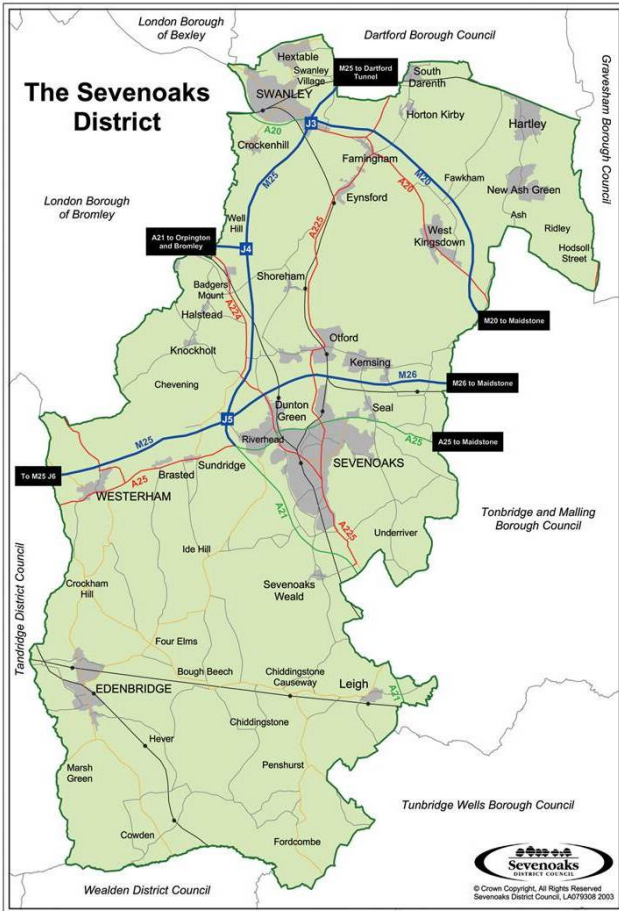 London Borough
of Bexley
Dartford Borough Council
Gravesham Borough Council
The Sevenoaks
District
London Borough
of Bromley
Hextable
Swanley
Village
SWANLEY
M25 to Dartford
Tunnel
South
Darenth
Horton Kirby
Hartley
A20
J3
Crockenhill
M25
Farningham
A20
M20
Fawkham
New Ash Green
Eynsford
Ash
Ridley
Well
Hill
A225
West
Kingsdown
Hodsoll
Street
A21 to Orpington
and Bromley
J4
Shoreham
Badgers
Mount
A224
Halstead
M20 to Maidstone
Otford
Knockholt
Kemsing
Chevening
M26
M26 to Maidstone
Dunton
Green
Seal
J5
Riverhead
A25
A25 to Maidstone
M25
SEVENOAKS
To M25 J6
Sundridge
Brasted
A25
WESTERHAM
A21
A225
Underriver
Tonbridge and Malling
Borough Council
Ide Hill
Sevenoaks
Weald
Tandridge District Council
Crockham
Hill
Four Elms
Bough Beech
Chiddingstone
Causeway
Leigh
A21
EDENBRIDGE
Chiddingstone
Hever
Marsh
Green
Penshurst
Tunbridge Wells Borough Council
Cowden
Fordcombe
Wealden District Council
Sevenoaks
DISTRICT COUNCIL
© Crown Copyright, All Rights Reserved
Sevenoaks District Council, LA079308 2003